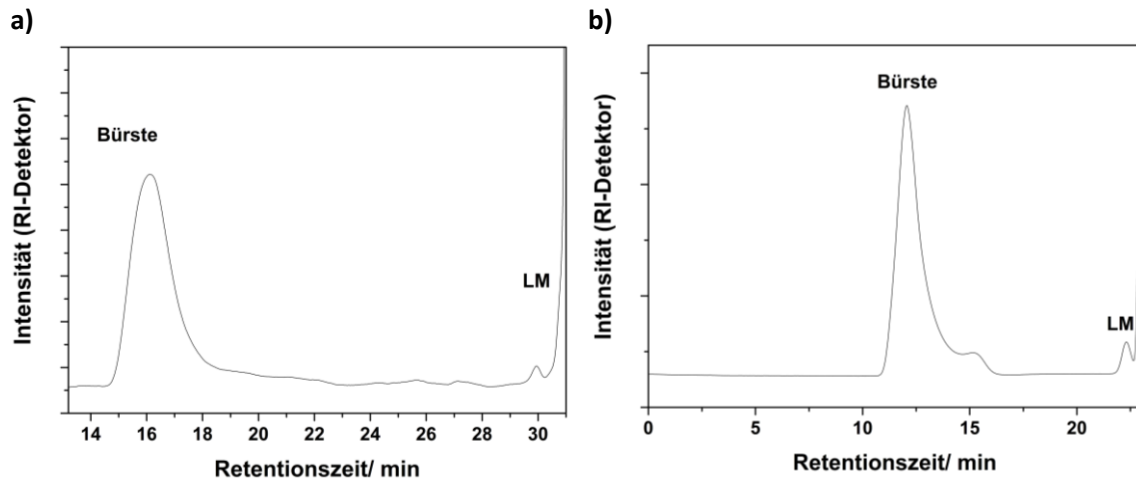 a)
Intensität (RI-Detektor)
Bürste
LM
14 16 18 20 22 24 26 28 30
Retentionszeit/ min
b)
Intensität (RI-Detektor)
Bürste
LM
0 5 10 15 20
Retentionszeit/ min